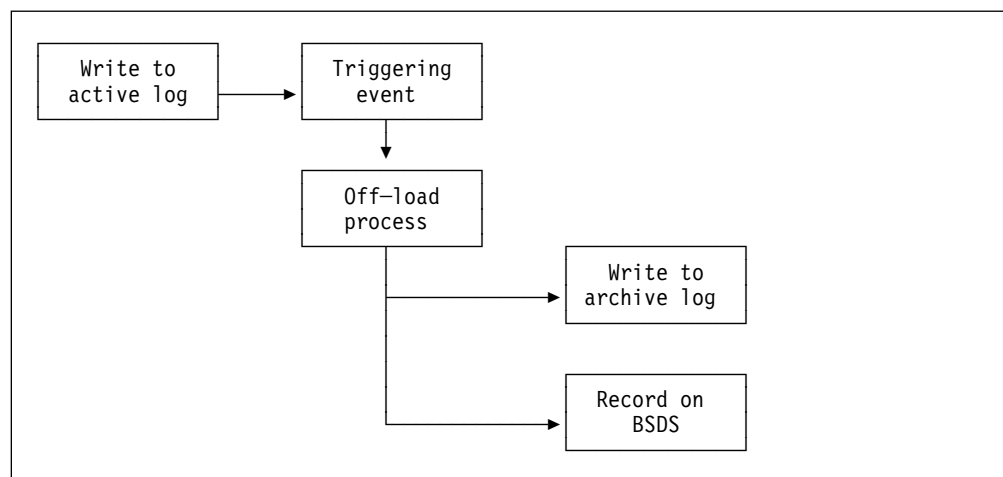 Write to
active log
Triggering
event
Off–load
process
Write to
archive log
Record on
BSDS